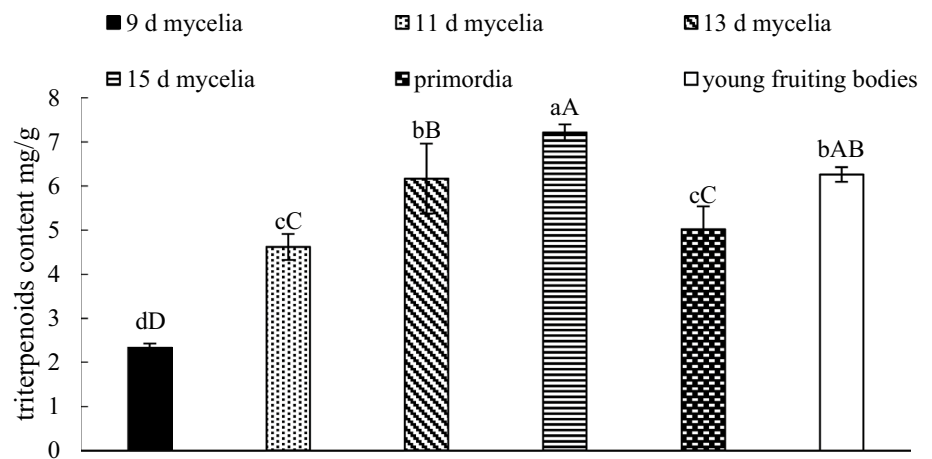 9 d mycelia 11 d mycelia 13 d mycelia
15 d mycelia primordia young fruiting bodies
triterpenoids content mg/g
8
7
6
5
4
3
2
1
0
dD
cC
bB
aA
cC
bAB